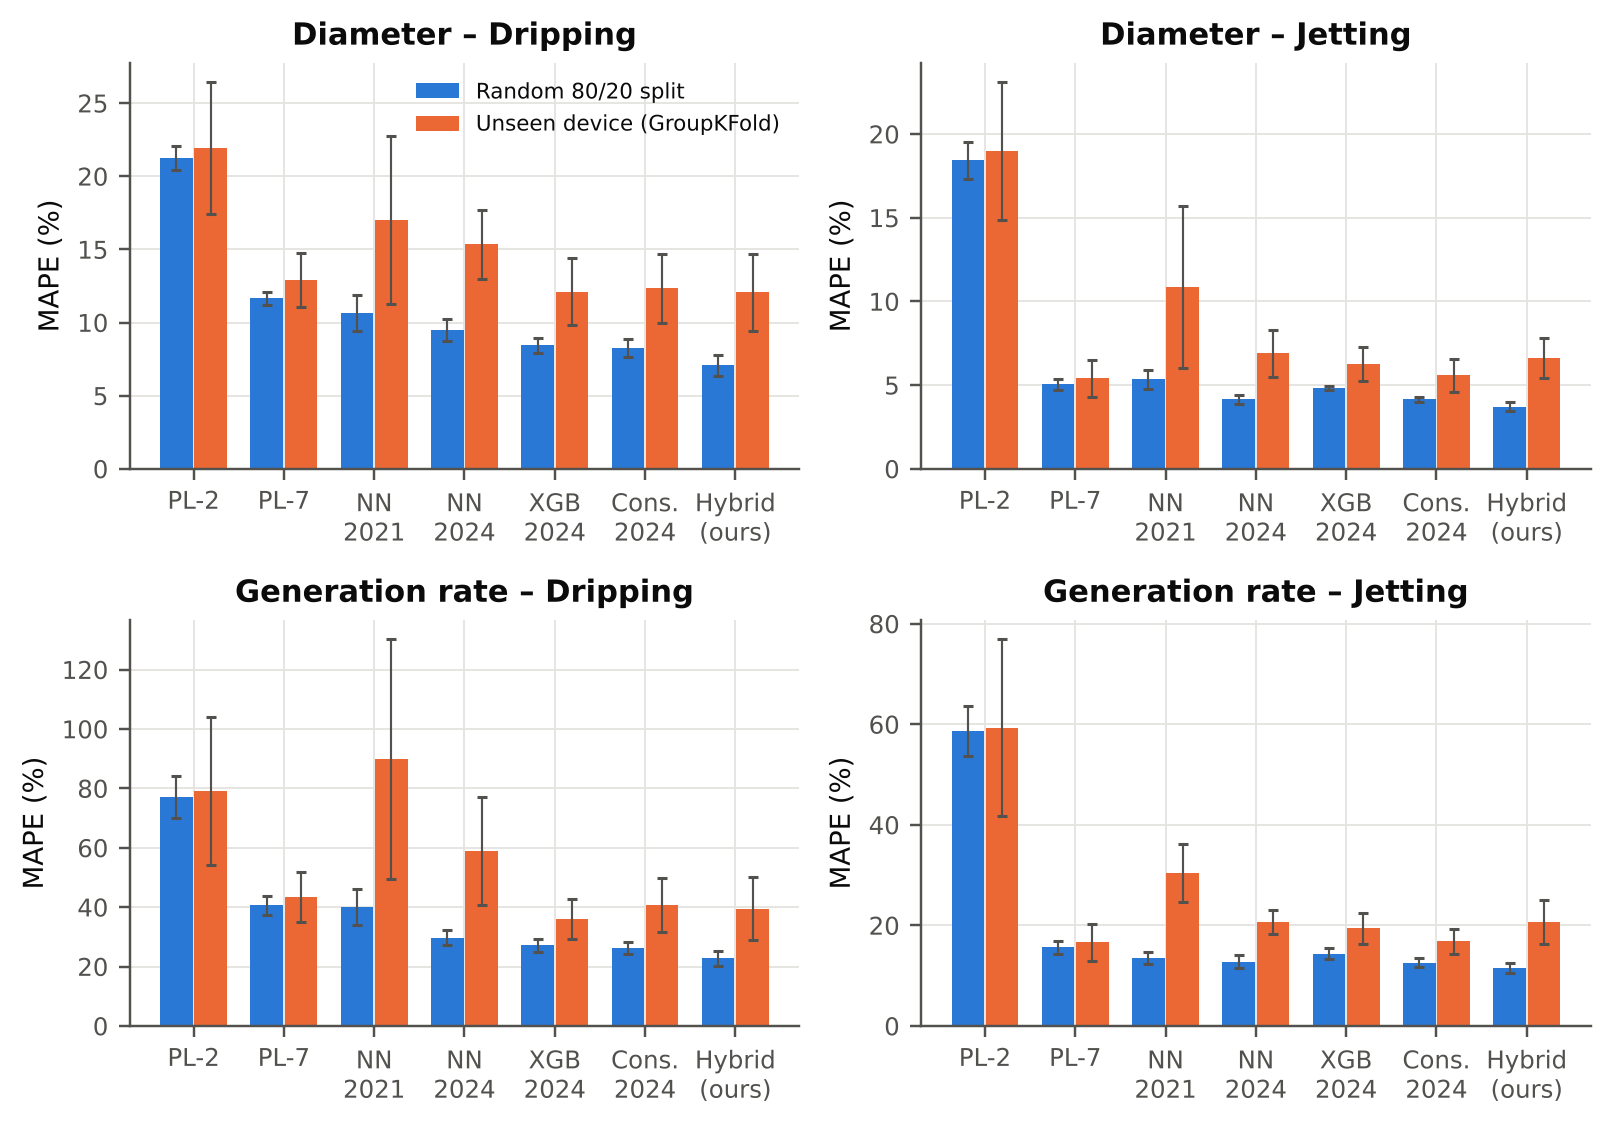 Diameter – Dripping
MAPE (%)
25
20
15
10
5
0
Random 80/20 split
Unseen device (GroupKFold)
PL-2 PL-7 NN 2021 NN 2024 XGB 2024 Cons. 2024 Hybrid (ours)
Diameter – Jetting
MAPE (%)
20
15
10
5
0
PL-2 PL-7 NN 2021 NN 2024 XGB 2024 Cons. 2024 Hybrid (ours)
Generation rate – Dripping
MAPE (%)
120
100
80
60
40
20
0
PL-2 PL-7 NN 2021 NN 2024 XGB 2024 Cons. 2024 Hybrid (ours)
Generation rate – Jetting
MAPE (%)
80
60
40
20
0
PL-2 PL-7 NN 2021 NN 2024 XGB 2024 Cons. 2024 Hybrid (ours)